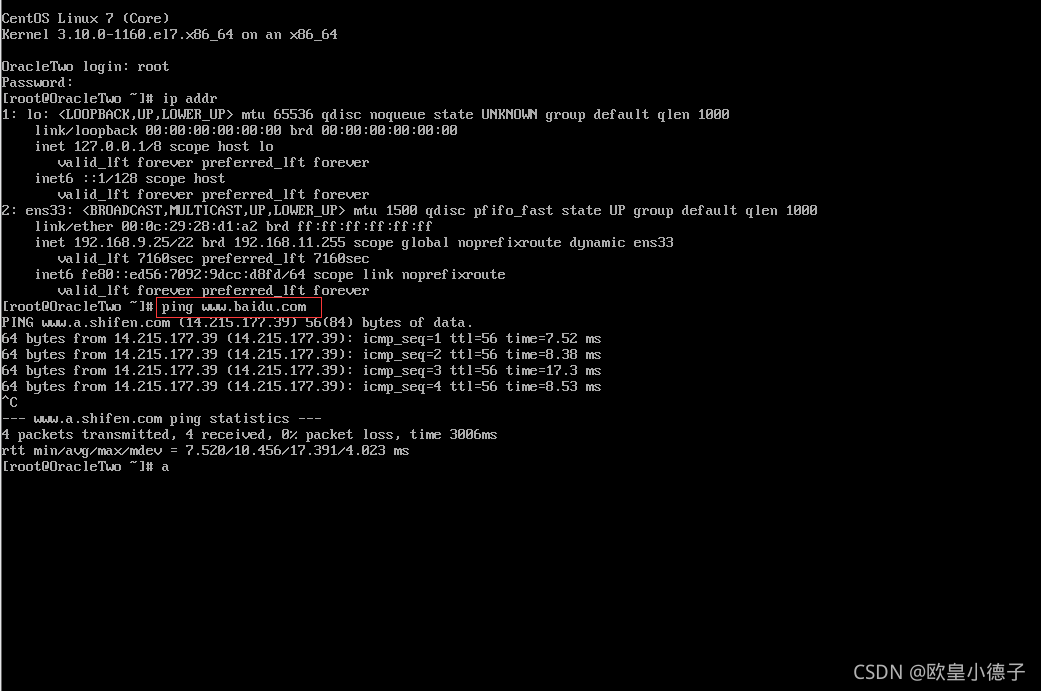 CentOS Linux 7 (Core)
Kernel 3.10.0-1160.el7.x86_64 on an x86_64
OracleTwo login: root
Password:
[root@OracleTwo ~]# ip addr
1: lo: <LOOPBACK,UP,LOWER_UP> mtu 65536 qdisc noqueue state UNKNOWN group default qlen 1000
    link/loopback 00:00:00:00:00:00 brd 00:00:00:00:00:00
    inet 127.0.0.1/8 scope host lo
       valid_lft forever preferred_lft forever
    inet6 ::1/128 scope host
       valid_lft forever preferred_lft forever
2: ens33: <BROADCAST,MULTICAST,UP,LOWER_UP> mtu 1500 qdisc pfifo_fast state UP group default qlen 1000
    link/ether 00:0c:29:28:d1:a2 brd ff:ff:ff:ff:ff:ff
    inet 192.168.9.25/22 brd 192.168.11.255 scope global noprefixroute dynamic ens33
       valid_lft 7160sec preferred_lft 7160sec
    inet6 fe80::ed56:7092:9dcc:d8fd/64 scope link noprefixroute
       valid_lft forever preferred_lft forever
[root@OracleTwo ~]# ping www.baidu.com
PING www.a.shifen.com (14.215.177.39) 56(84) bytes of data.
64 bytes from 14.215.177.39 (14.215.177.39): icmp_seq=1 ttl=56 time=7.52 ms
64 bytes from 14.215.177.39 (14.215.177.39): icmp_seq=2 ttl=56 time=8.38 ms
64 bytes from 14.215.177.39 (14.215.177.39): icmp_seq=3 ttl=56 time=17.3 ms
64 bytes from 14.215.177.39 (14.215.177.39): icmp_seq=4 ttl=56 time=8.53 ms
^C
--- www.a.shifen.com ping statistics ---
4 packets transmitted, 4 received, 0% packet loss, time 3006ms
rtt min/avg/max/mdev = 7.520/10.456/17.391/4.023 ms
[root@OracleTwo ~]# a
CSDN @欧皇小德子